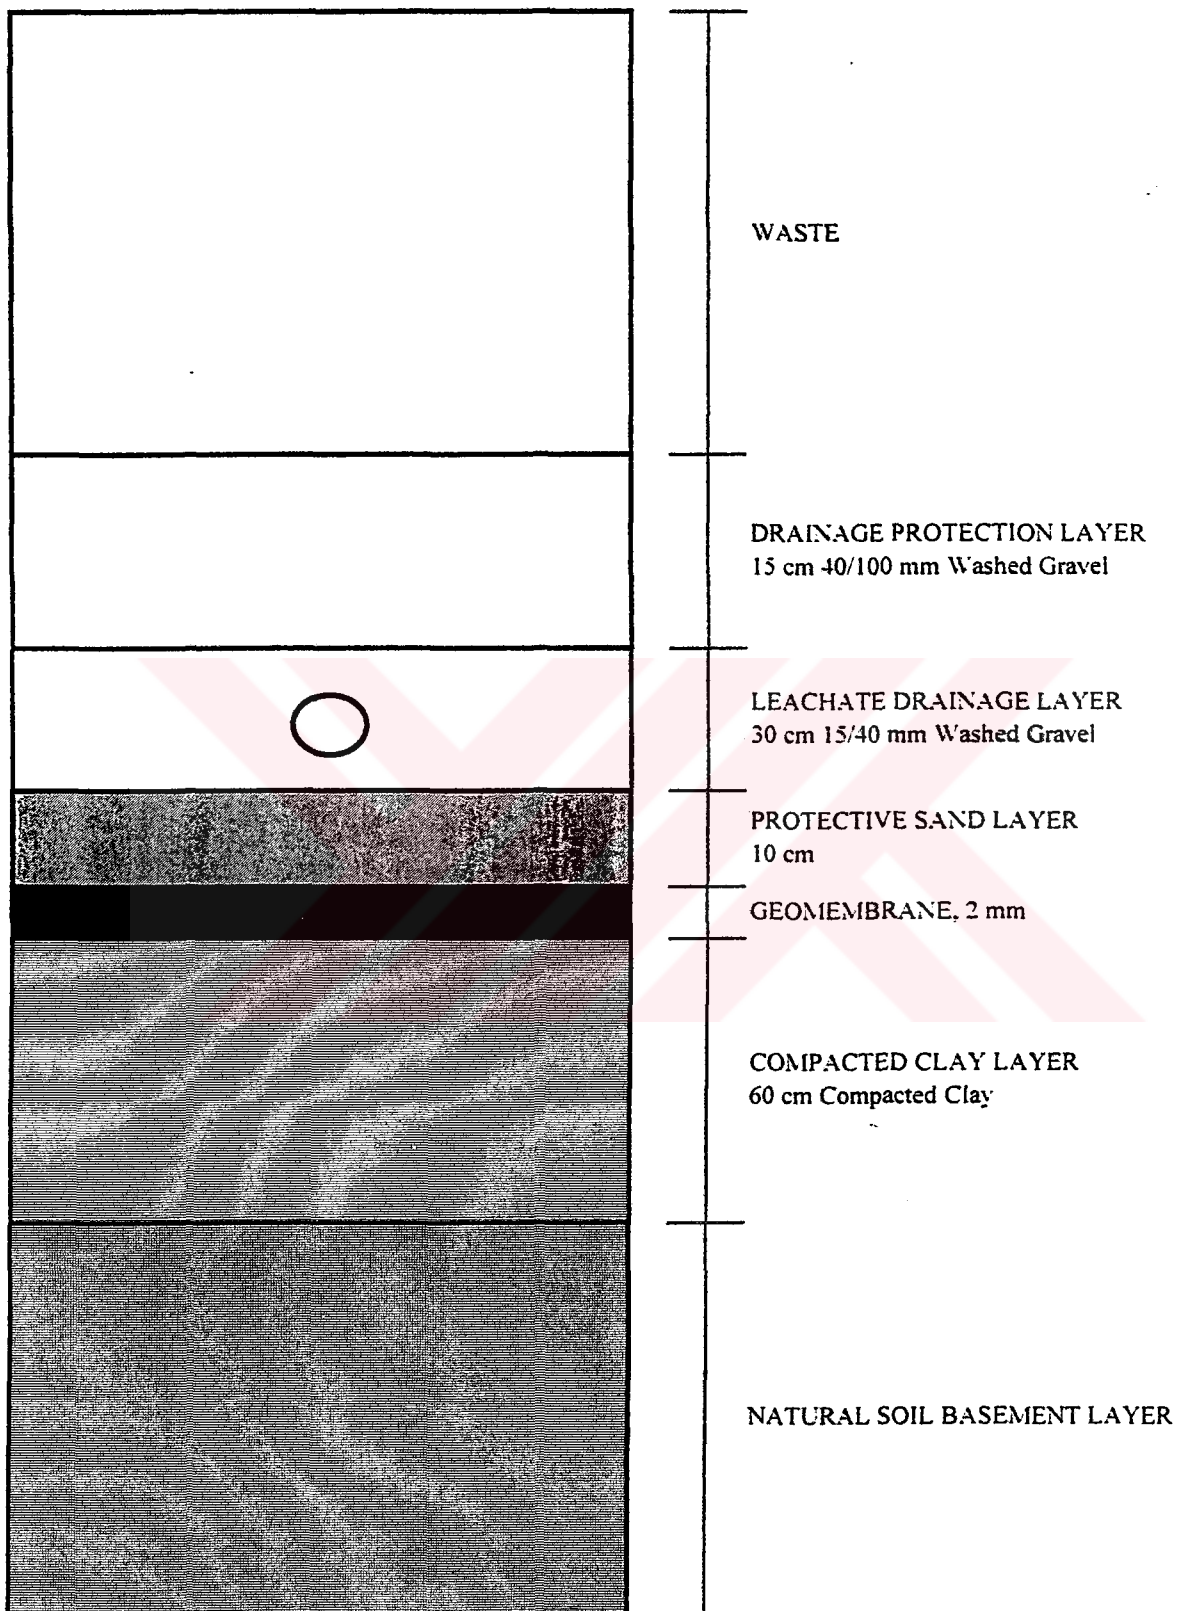 WASTE
DRAINAGE PROTECTION LAYER
15 cm 40/100 mm Washed Gravel
LEACHATE DRAINAGE LAYER
30 cm 15/40 mm Washed Gravel
PROTECTIVE SAND LAYER
10 cm
GEOMEMBRANE, 2 mm
COMPACTED CLAY LAYER
60 cm Compacted Clay
NATURAL SOIL BASEMENT LAYER